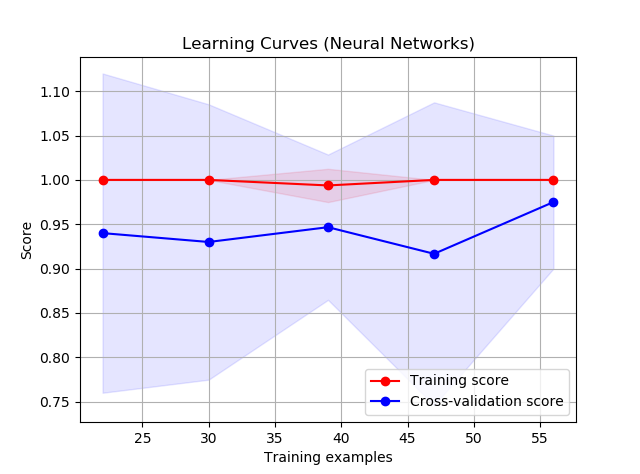 Learning Curves (Neural Networks)
1.10
1.05
1.00
0.95
0.90
0.85
0.80
0.75
Score
Training score
Cross-validation score
25 30 35 40 45 50 55
Training examples